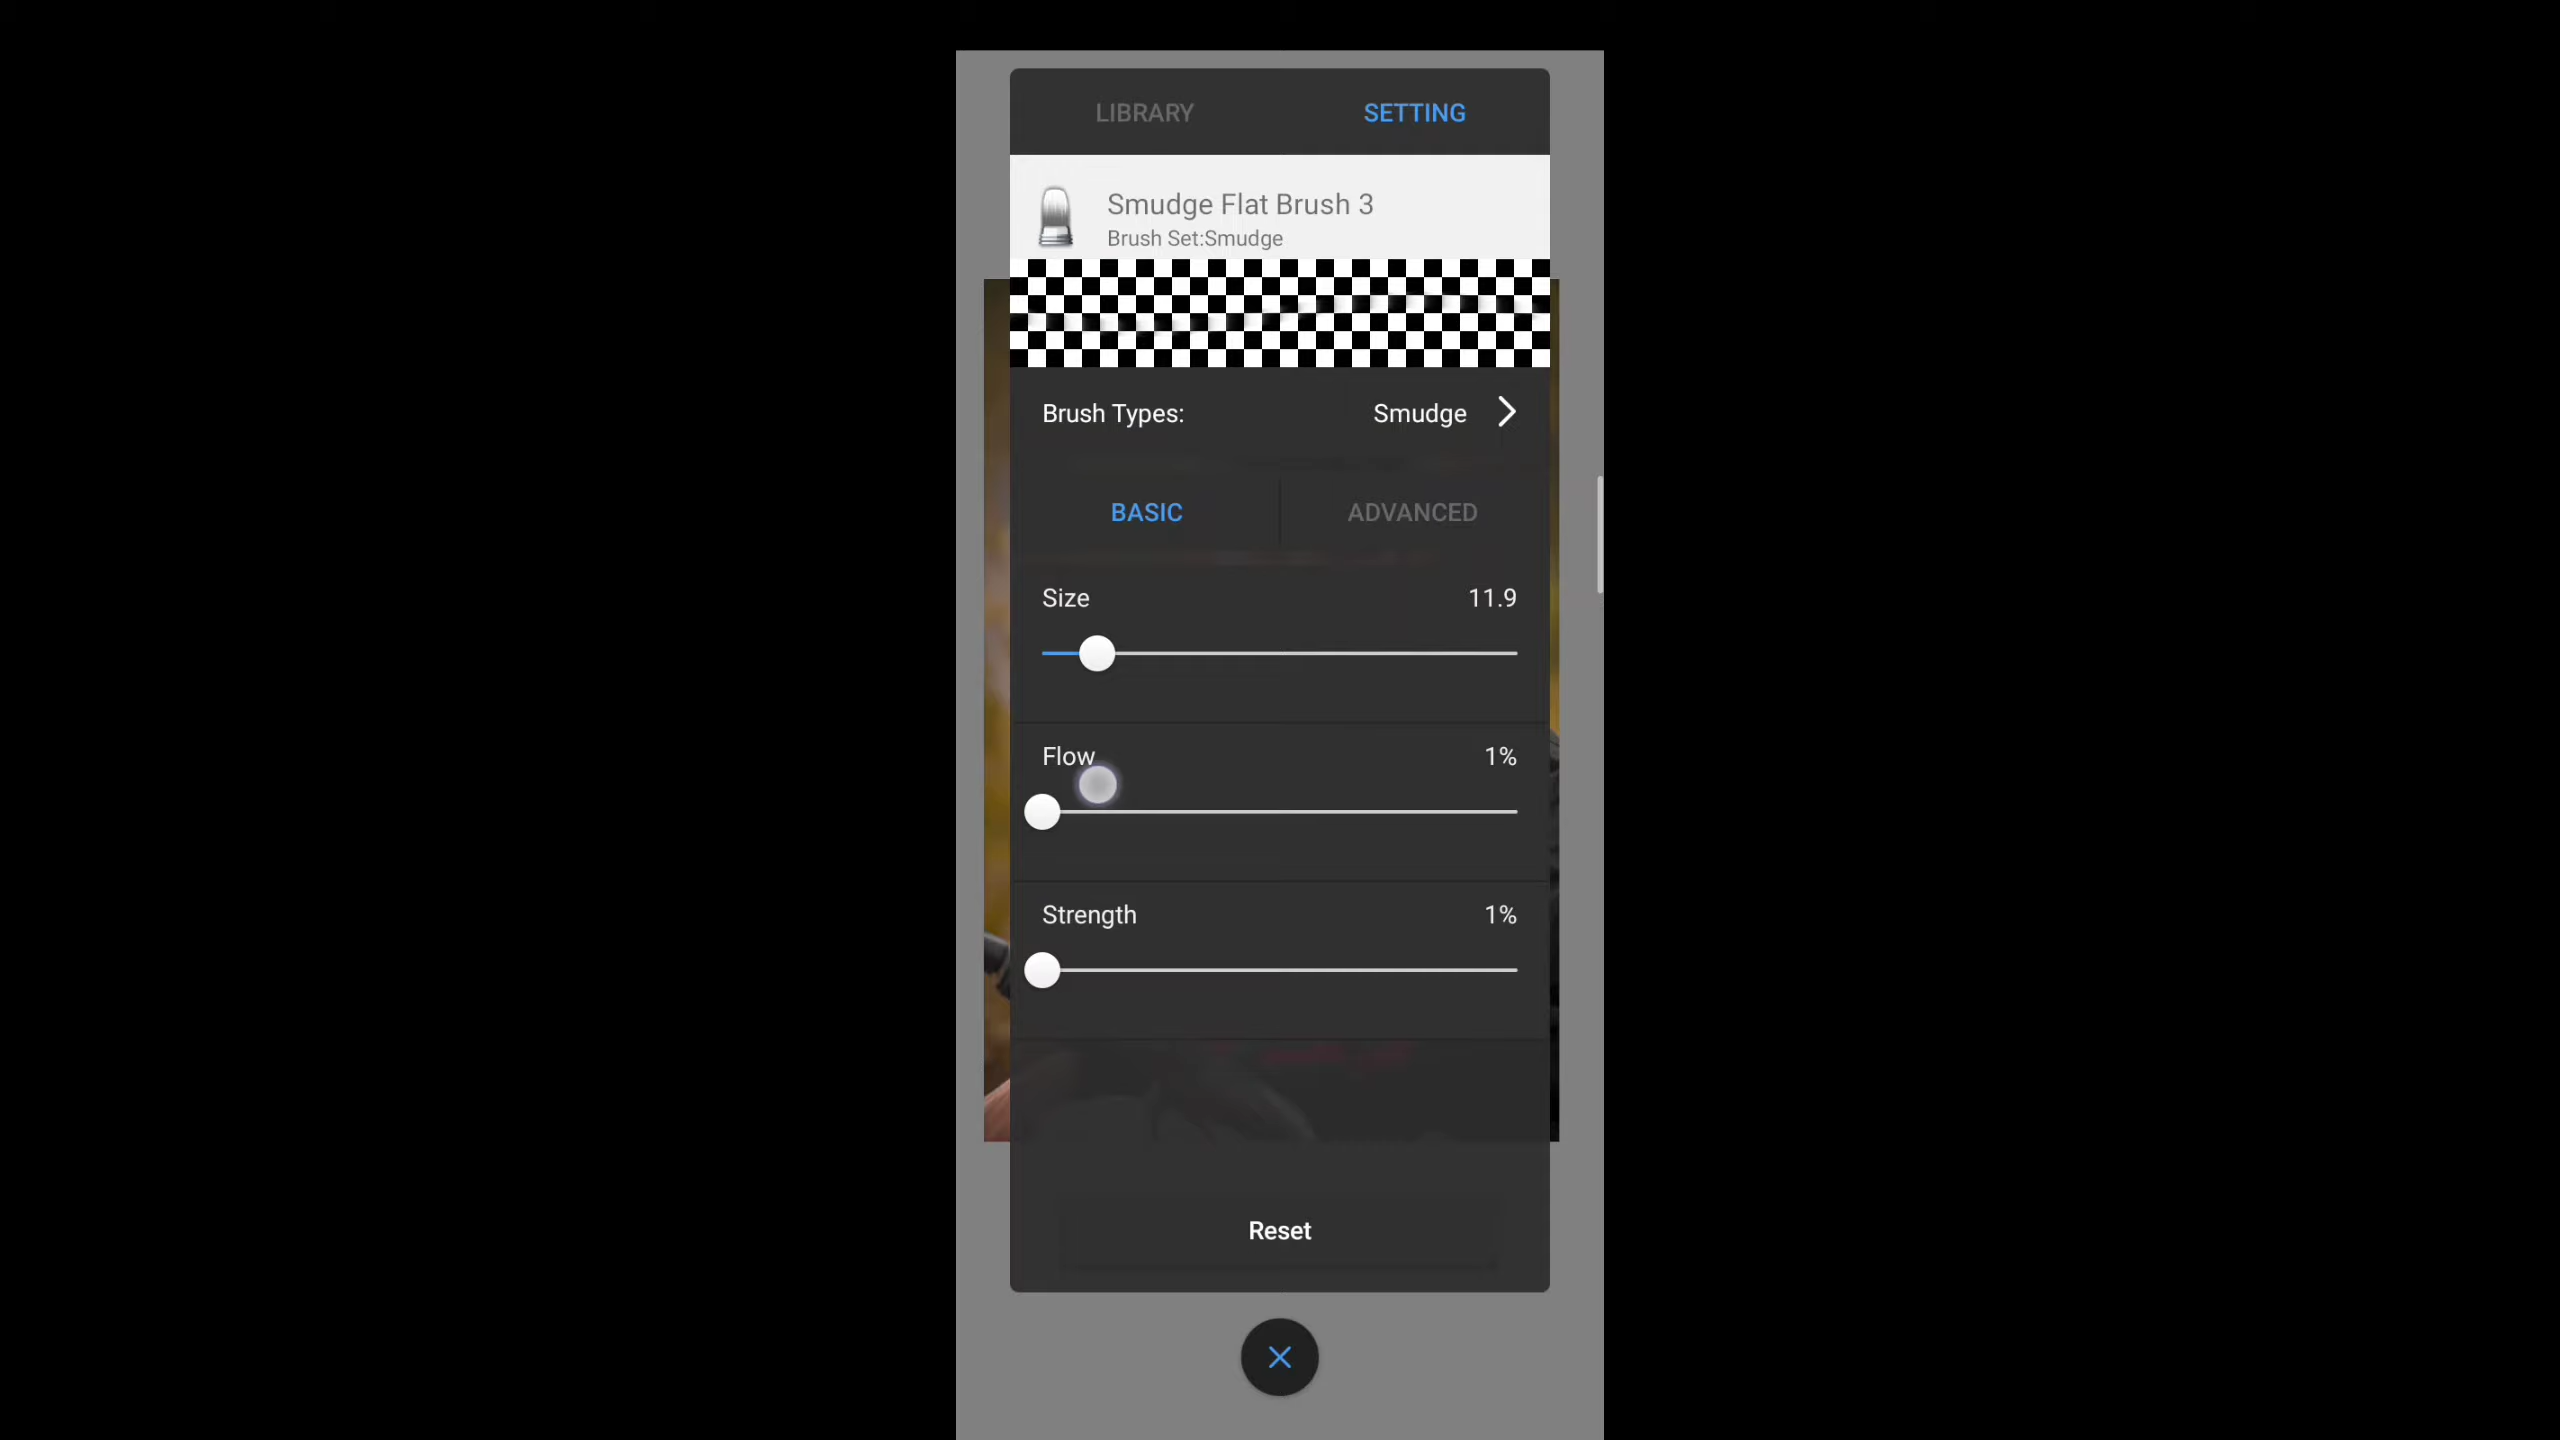 LIBRARY SETTING
Smudge Flat Brush 3
Brush Set:Smudge
Brush Types: Smudge
BASIC ADVANCED
Size 11.9
Flow 1%
Strength 1%
Reset